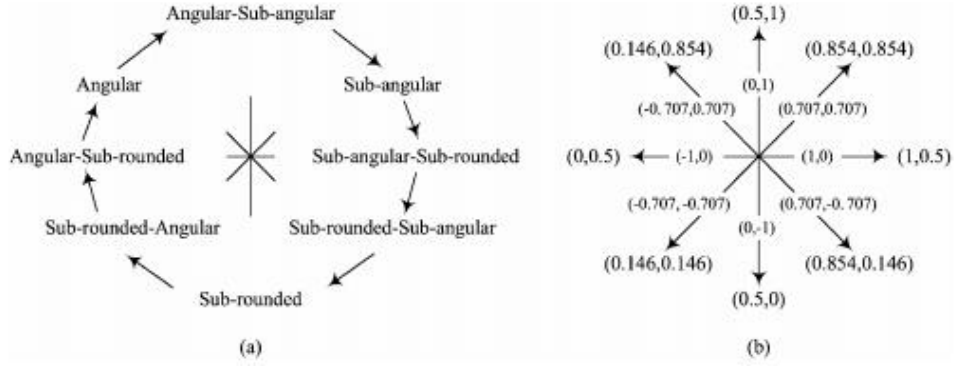 Angular-Sub-angular
Angular
Sub-angular
Angular-Sub-rounded
Sub-angular-Sub-rounded
Sub-rounded-Angular
Sub-rounded-Sub-angular
Sub-rounded
(a)
(0.5,1)
(0.146,0.854)
(0.854,0.854)
(0,1)
(-0.707,0.707)
(0.707,0.707)
(0,0.5)
(-1,0)
(1,0)
(1,0.5)
(-0.707, -0.707)
(0.707,-0.707)
(0,-1)
(0.146,0.146)
(0.854,0.146)
(0.5,0)
(b)